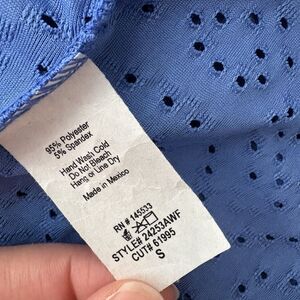 95% Polyester
5% Spandex
Hand Wash Cold
Do Not Bleach
Hang or Line Dry
Made in Mexico
RN # 145533
STYLE# 24253AWF
CUT# 61995
S